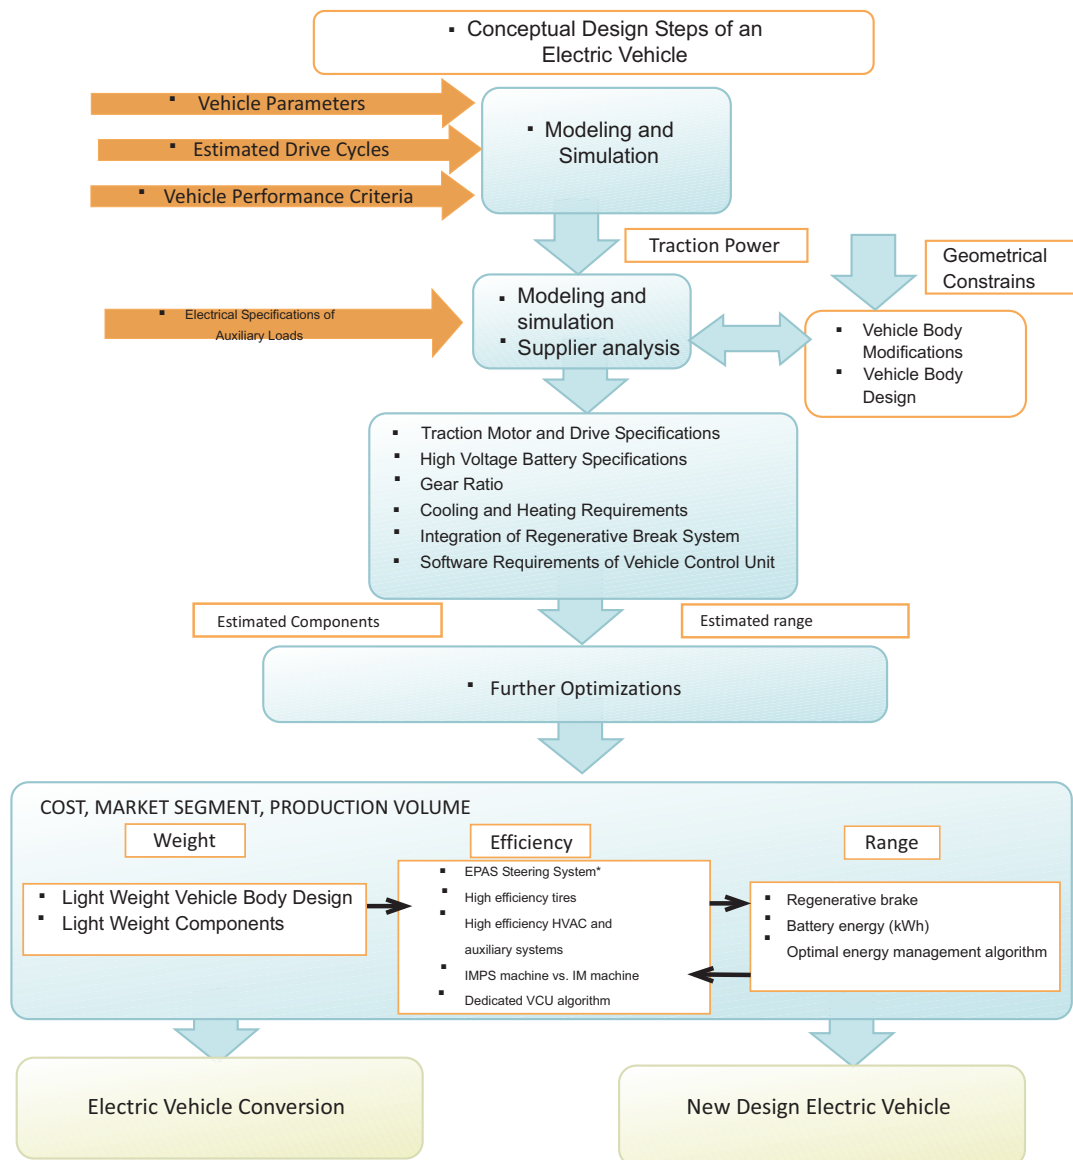 ▪ Conceptual Design Steps of an
Electric Vehicle
▪ Vehicle Parameters
▪ Estimated Drive Cycles
▪ Vehicle Performance Criteria
▪ Modeling and
Simulation
Traction Power
Geometrical
Constrains
▪ Electrical Specifications of
Auxiliary Loads
▪ Modeling and
simulation
▪ Supplier analysis
▪ Vehicle Body
Modifications
▪ Vehicle Body
Design
▪ Traction Motor and Drive Specifications
▪ High Voltage Battery Specifications
▪ Gear Ratio
▪ Cooling and Heating Requirements
▪ Integration of Regenerative Break System
▪ Software Requirements of Vehicle Control Unit
Estimated Components
Estimated range
▪ Further Optimizations
COST, MARKET SEGMENT, PRODUCTION VOLUME
Weight
▪ Light Weight Vehicle Body Design
▪ Light Weight Components
Efficiency
▪ EPAS Steering System*
▪ High efficiency tires
▪ High efficiency HVAC and
auxiliary systems
▪ IMPS machine vs. IM machine
▪ Dedicated VCU algorithm
Range
▪ Regenerative brake
▪ Battery energy (kWh)
▪ Optimal energy management algorithm
Electric Vehicle Conversion
New Design Electric Vehicle